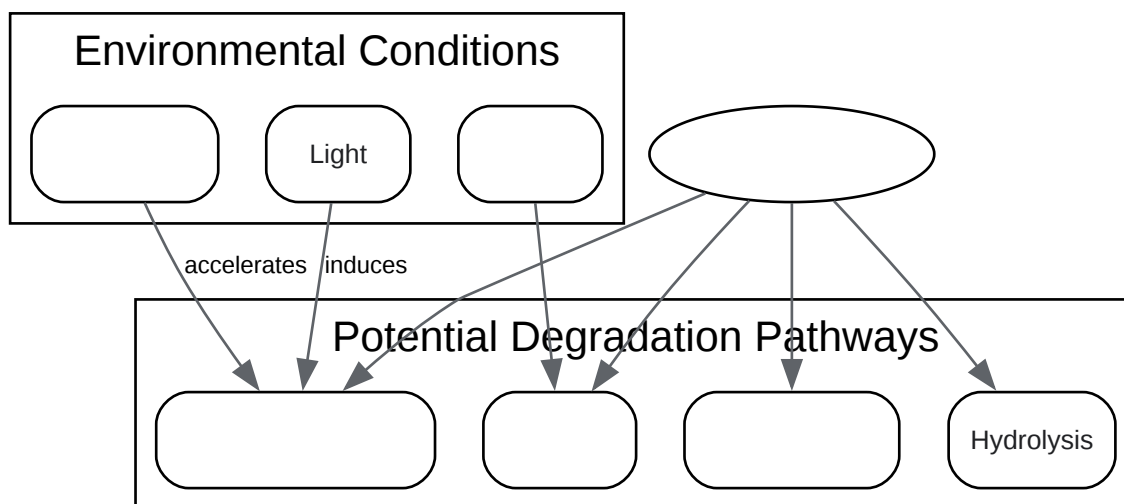 Environmental Conditions
Light
accelerates
induces
Potential Degradation Pathways
Hydrolysis